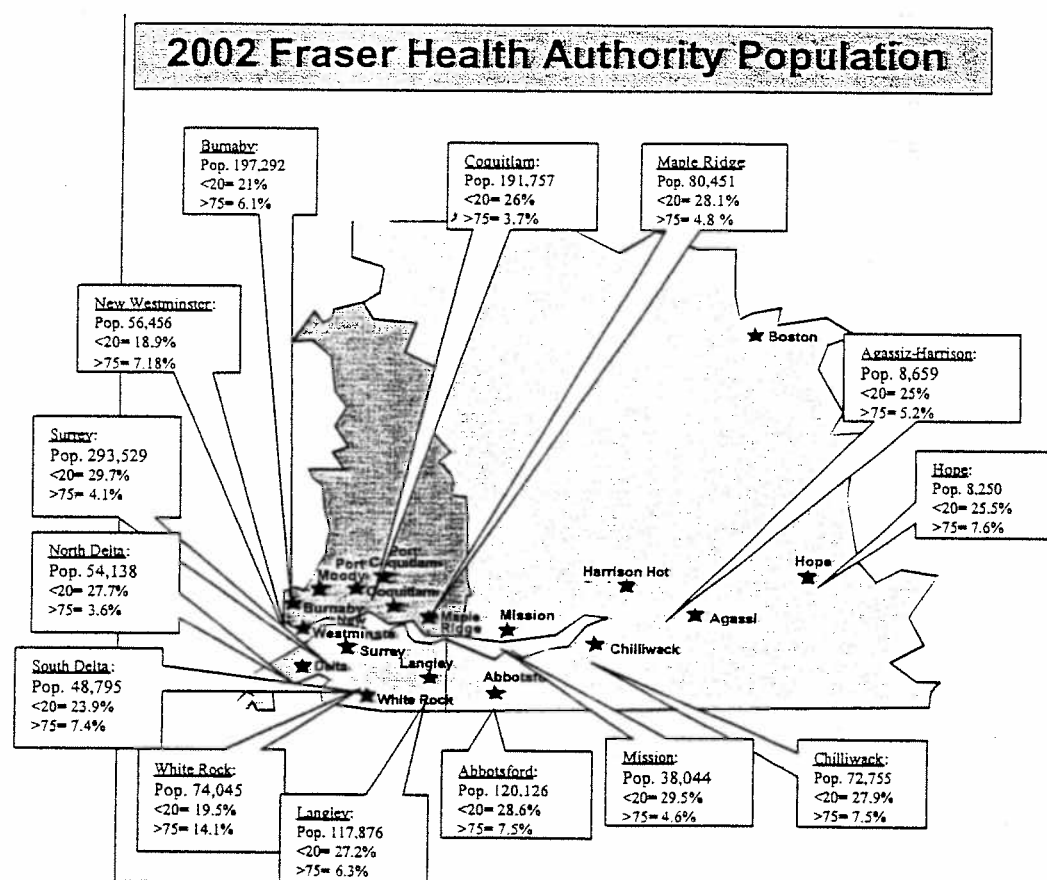 2002 Fraser Health Authority Population
Burnaby:
Pop. 197,292
<20= 21%
>75= 6.1%
Coquitlam:
Pop. 191,757
<20= 26%
>75= 3.7%
Maple Ridge
Pop. 80,451
<20= 28.1%
>75= 4.8 %
New Westminster:
Pop. 56,456
<20= 18.9%
>75= 7.18%
Boston
Agassiz-Harrison:
Pop. 8,659
<20= 25%
>75= 5.2%
Surrey:
Pop. 293,529
<20= 29.7%
>75= 4.1%
Hope:
Pop. 8,250
<20= 25.5%
>75= 7.6%
North Delta:
Pop. 54,138
<20= 27.7%
>75= 3.6%
Port
Moody
Port
Coquitlam
Coquitlam
Burnaby
New
Westminste
Maple
Ridge
Mission
Harrison Hot
Hope
Agassi
Chilliwack
Surrey
Delta
Langley
Abbotsford
White Rock
South Delta:
Pop. 48,795
<20= 23.9%
>75= 7.4%
White Rock:
Pop. 74,045
<20= 19.5%
>75= 14.1%
Langley:
Pop. 117,876
<20= 27.2%
>75= 6.3%
Abbotsford:
Pop. 120,126
<20= 28.6%
>75= 7.5%
Mission:
Pop. 38,044
<20= 29.5%
>75= 4.6%
Chilliwack:
Pop. 72,755
<20= 27.9%
>75= 7.5%